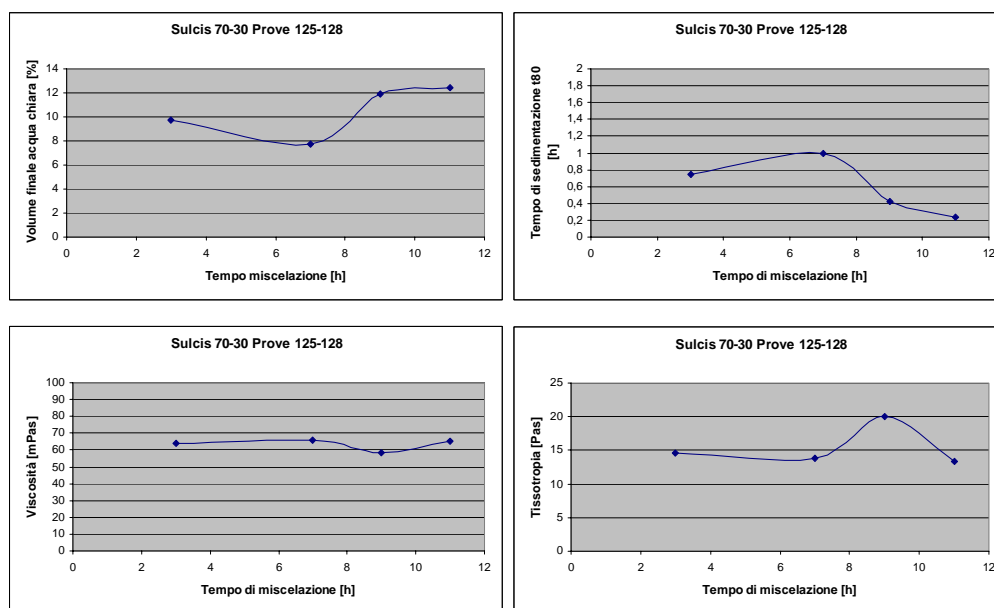 Sulcis 70-30 Prove 125-128
Volume finale acqua chiara [%]
14
12
10
8
6
4
2
0
0 2 4 6 8 10 12
Tempo miscelazione [h]
Sulcis 70-30 Prove 125-128
Tempo di sedimentazione t80
[h]
2
1,8
1,6
1,4
1,2
1
0,8
0,6
0,4
0,2
0
0 2 4 6 8 10 12
Tempo di miscelazione [h]
Sulcis 70-30 Prove 125-128
Viscosità [mPas]
100
90
80
70
60
50
40
30
20
10
0
0 2 4 6 8 10 12
Tempo di miscelazione [h]
Sulcis 70-30 Prove 125-128
Tissotropia [Pas]
25
20
15
10
5
0
0 2 4 6 8 10 12
Tempo di miscelazione [h]